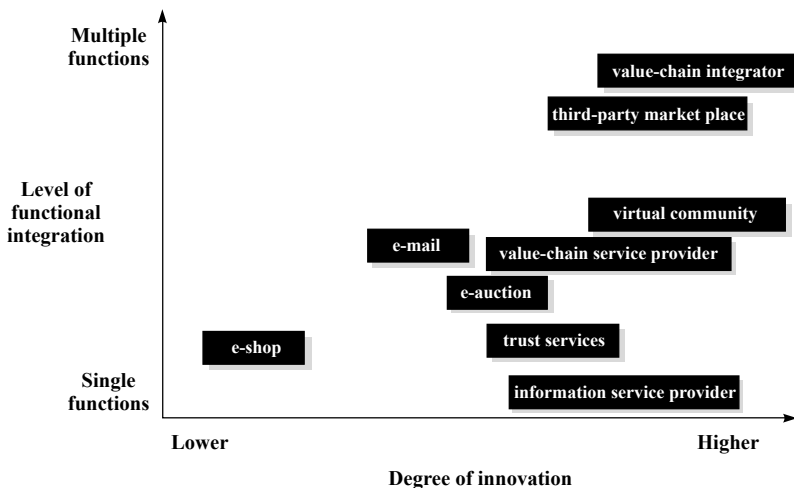 Multiple
functions
value-chain integrator
third-party market place
Level of
functional
integration
virtual community
e-mail
value-chain service provider
e-auction
trust services
e-shop
Single
functions
information service provider
Lower
Higher
Degree of innovation